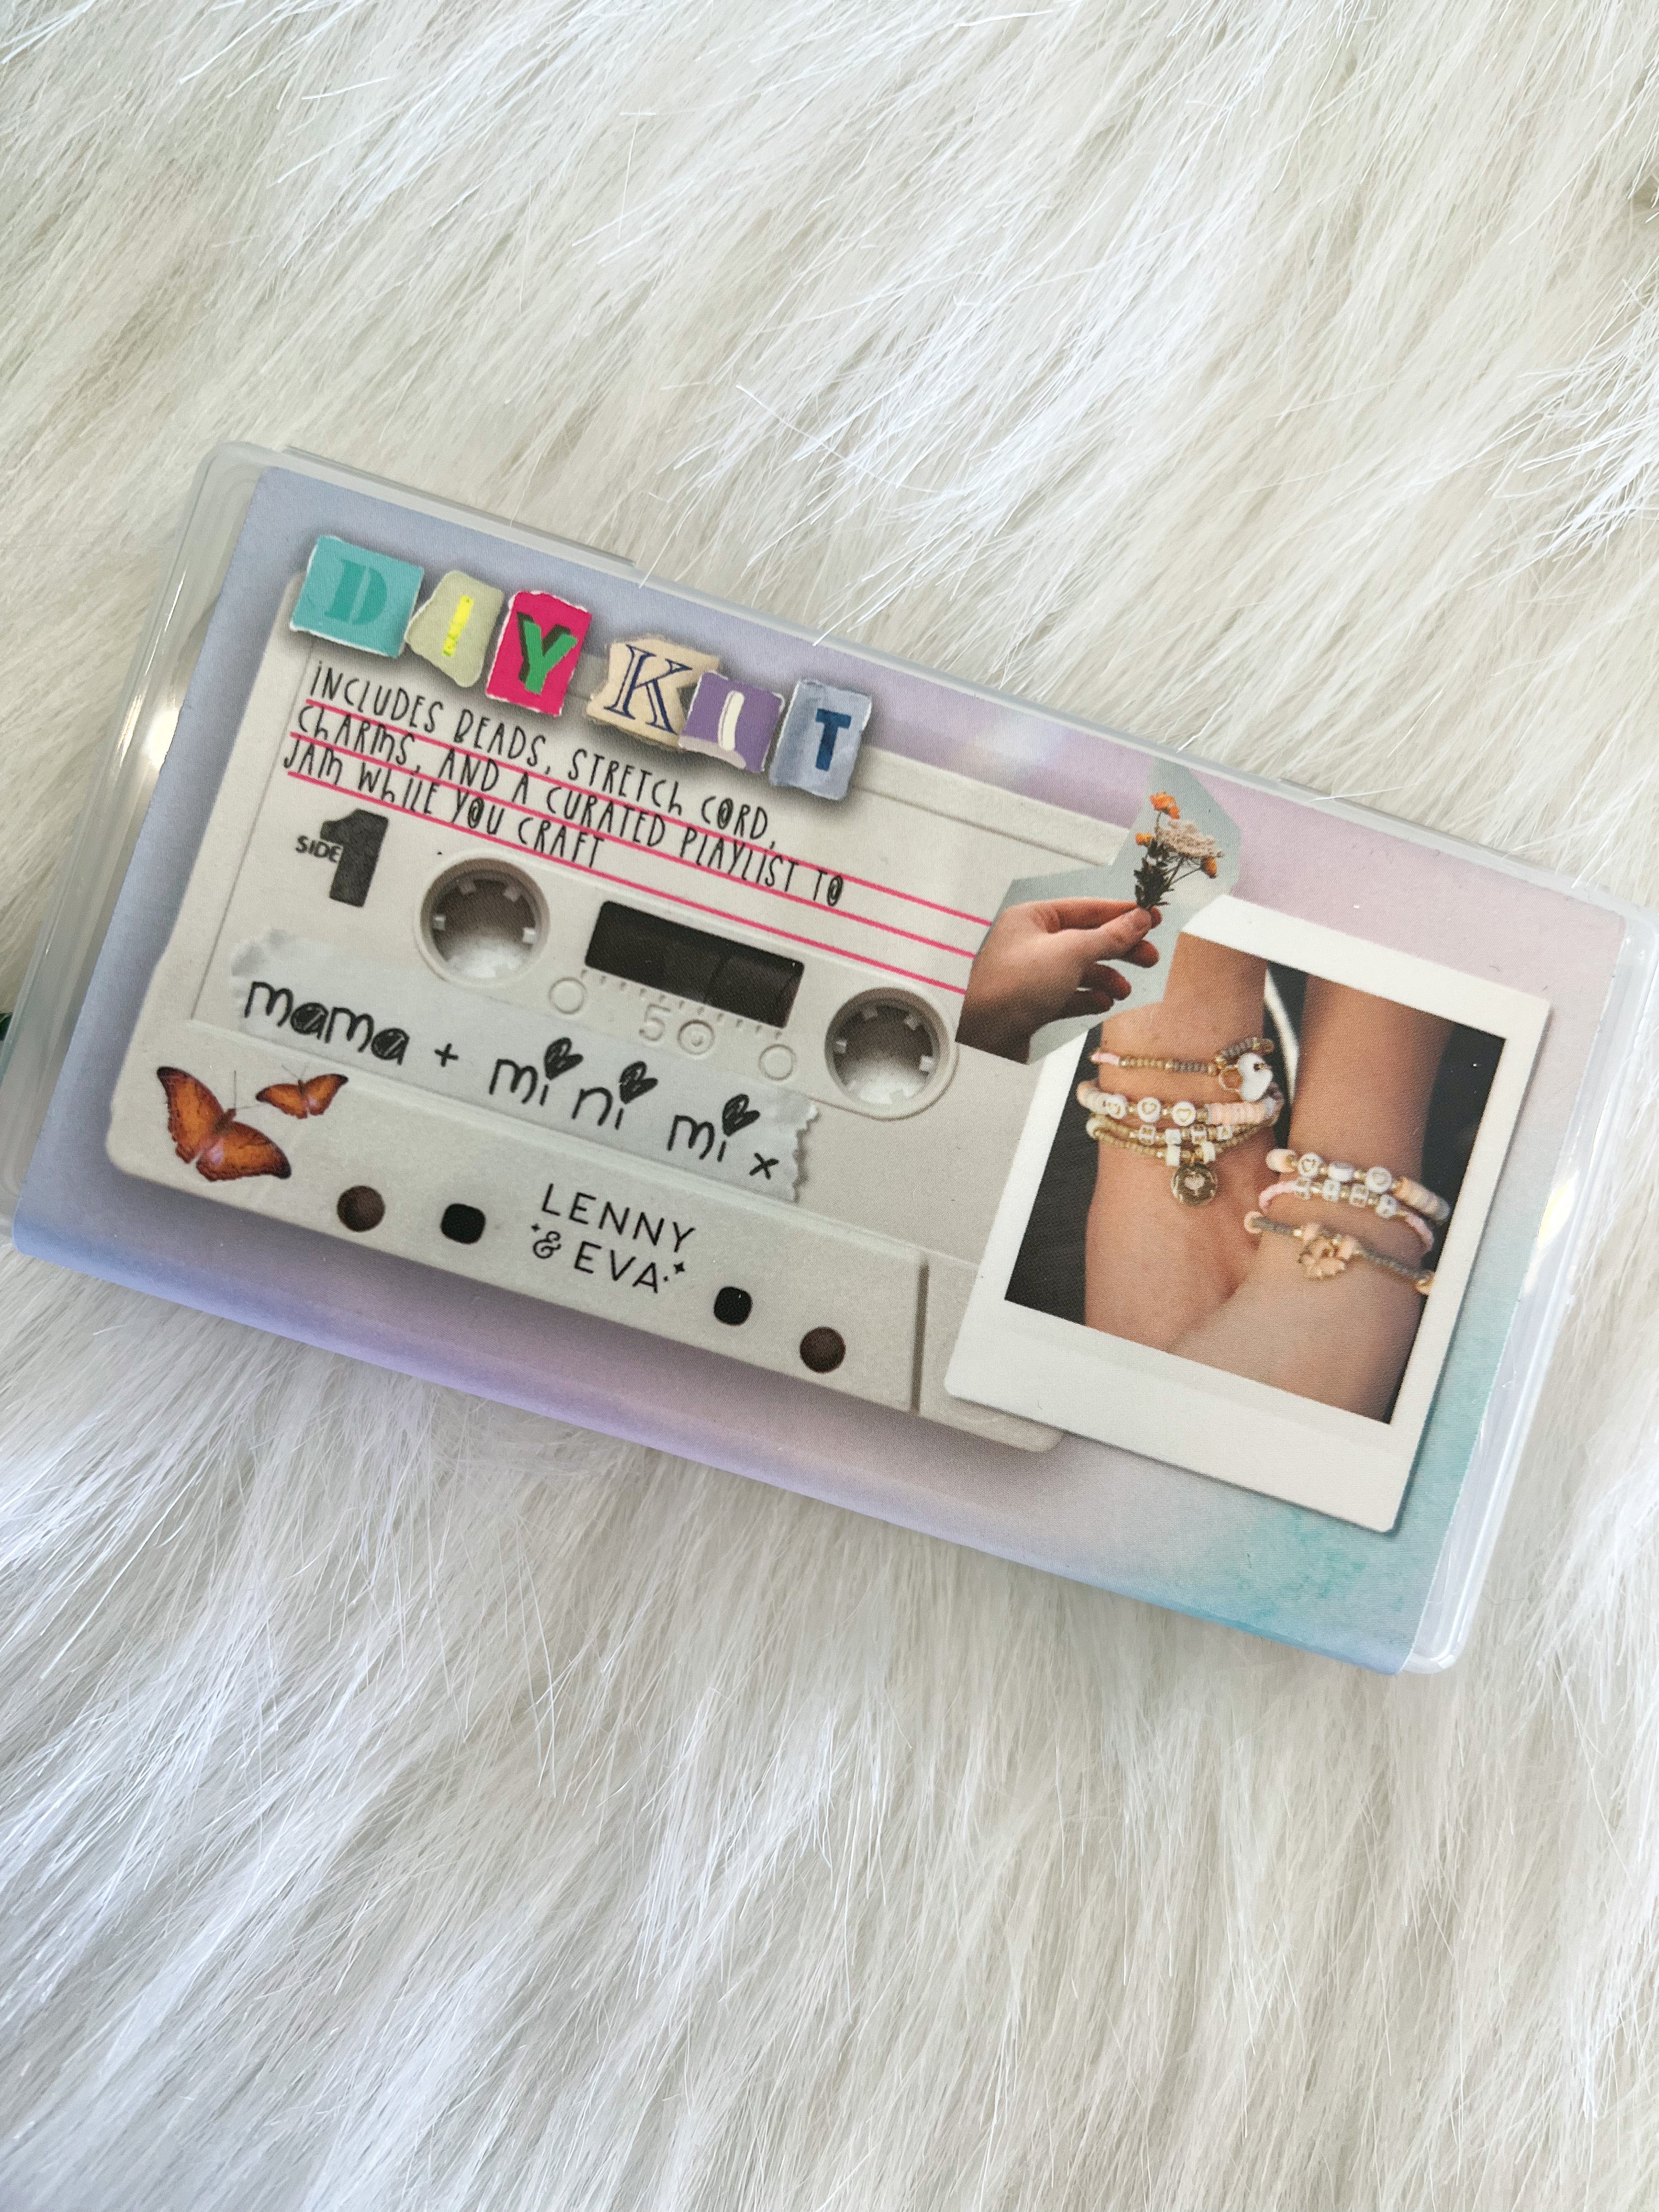 DIY KIT
INCLUDES BEADS, STRETCH CORD,
CHARMS, AND A CURATED PLAYLIST TO
JAM WHILE YOU CRAFT
SIDE 1
50
mama + mini mix
LENNY
& EVA